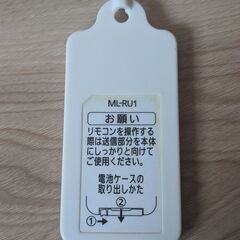 ML-RU1
お願い
リモコンを操作する
際は送信部分を本体
にしっかりと向けて
ご使用ください。
電池ケースの
取り出しかた
②
①